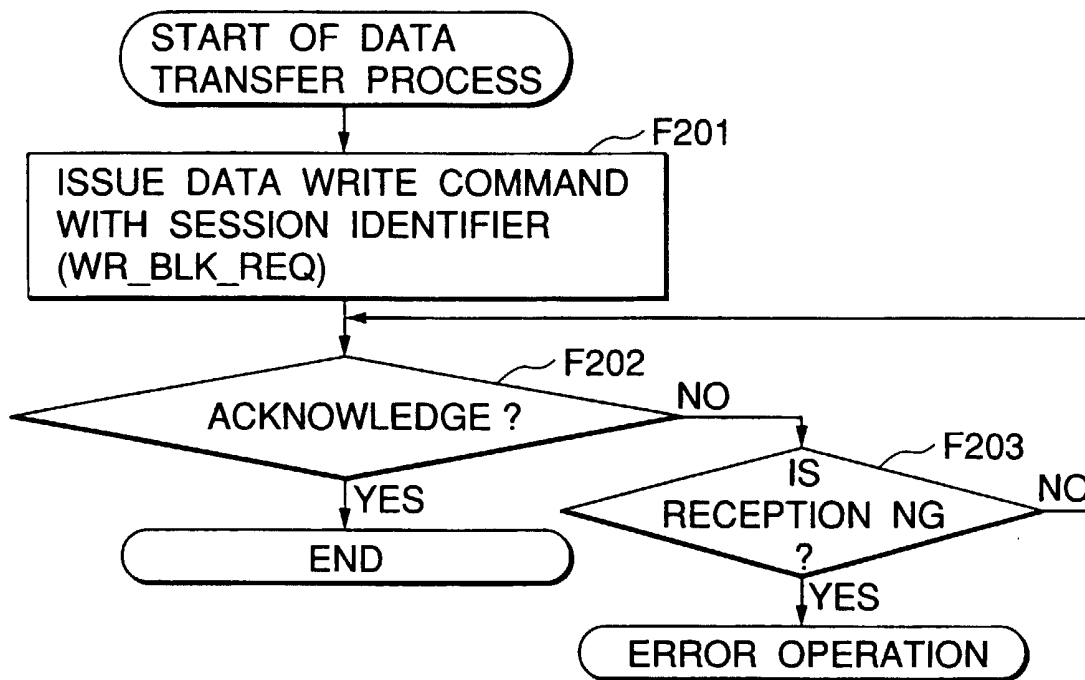 START OF DATA
TRANSFER PROCESS
F201
ISSUE DATA WRITE COMMAND
WITH SESSION IDENTIFIER
(WR_BLK_REQ)
F202
ACKNOWLEDGE ?
NO
YES
END
F203
IS
RECEPTION NG
?
NO
YES
ERROR OPERATION